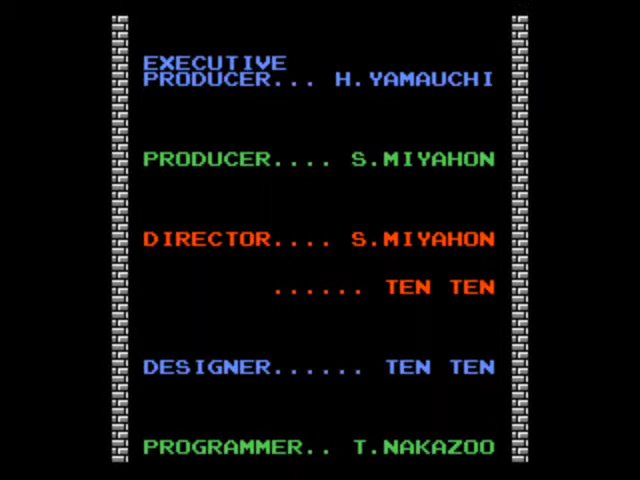 EXECUTIVE
PRODUCER... H.YAMAUCHI
PRODUCER.... S.MIYAHON
DIRECTOR.... S.MIYAHON
...... TEN TEN
DESIGNER...... TEN TEN
PROGRAMMER.. T.NAKAZOO